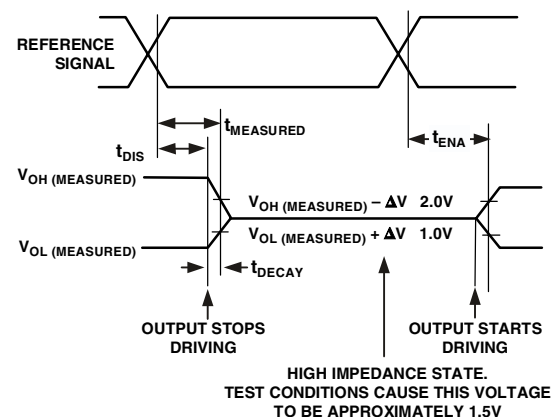 REFERENCE
SIGNAL
tMEASURED
tDIS
tENA
VOH (MEASURED)
VOH (MEASURED) – ΔV 2.0V
VOL (MEASURED) + ΔV 1.0V
VOL (MEASURED)
tDECAY
OUTPUT STOPS
DRIVING
OUTPUT STARTS
DRIVING
HIGH IMPEDANCE STATE.
TEST CONDITIONS CAUSE THIS VOLTAGE
TO BE APPROXIMATELY 1.5V